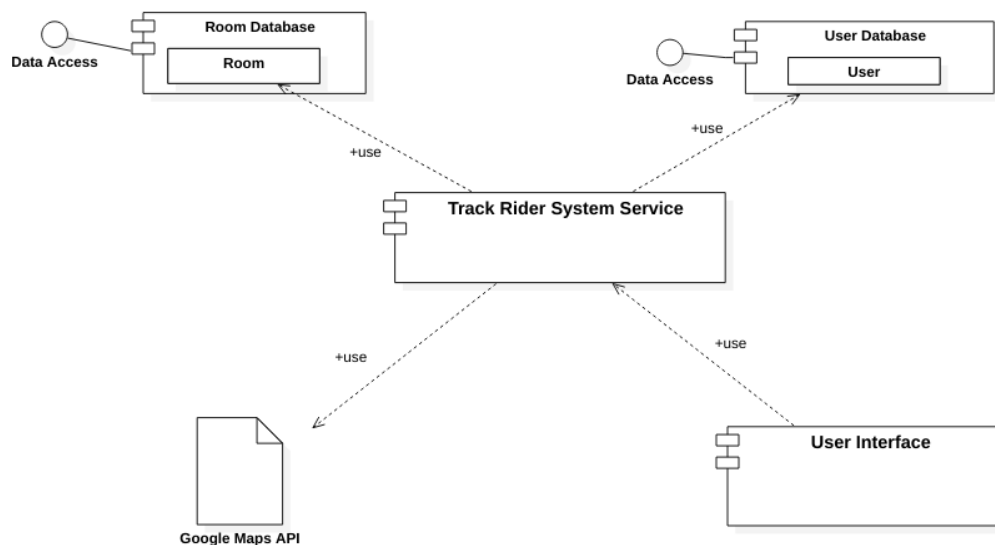 Room Database
Room
Data Access
User Database
User
Data Access
+use
+use
Track Rider System Service
+use
+use
User Interface
Google Maps API